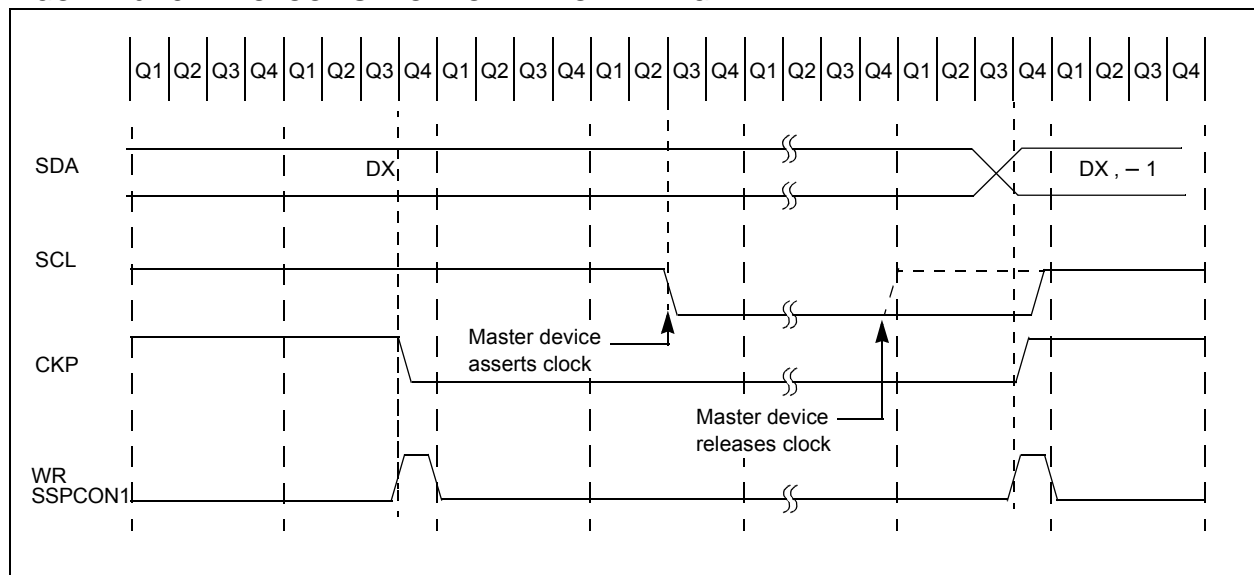 Q1 Q2 Q3 Q4 Q1 Q2 Q3 Q4 Q1 Q2 Q3 Q4 Q1 Q2 Q3 Q4 Q1 Q2 Q3 Q4 Q1 Q2 Q3 Q4 Q1 Q2 Q3 Q4
SDA
DX
DX , – 1
SCL
Master device
asserts clock
CKP
Master device
releases clock
WR
SSPCON1